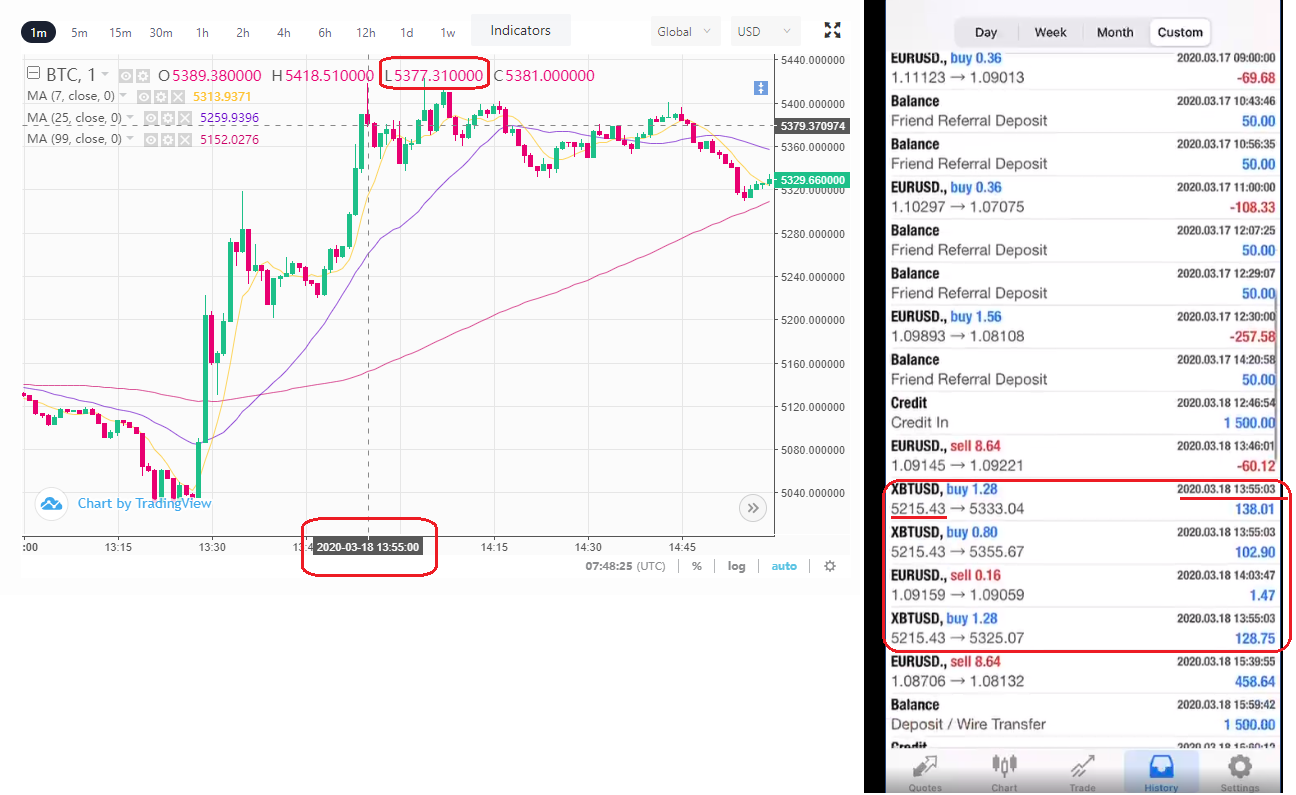 1m 5m 15m 30m 1h 2h 4h 6h 12h 1d 1w Indicators Global USD
BTC, 1 O5389.380000 H5418.510000 L5377.310000 C5381.000000
MA (7, close, 0) 5313.9371
MA (25, close, 0) 5259.9396
MA (99, close, 0) 5152.0276
5440.000000
5400.000000
5379.370974
5360.000000
5329.660000
5320.000000
5280.000000
5240.000000
5200.000000
5160.000000
5120.000000
5080.000000
5040.000000
Chart by TradingView
:00 13:15 13:30 13:4 2020-03-18 13:55:00 14:15 14:30 14:45
07:48:25 (UTC) % log auto
Day Week Month Custom
EURUSD., buy 0.36 2020.03.17 09:00:00
1.11123 → 1.09013 -69.68
Balance 2020.03.17 10:43:46
Friend Referral Deposit 50.00
Balance 2020.03.17 10:56:35
Friend Referral Deposit 50.00
EURUSD., buy 0.36 2020.03.17 11:00:00
1.10297 → 1.07075 -108.33
Balance 2020.03.17 12:07:25
Friend Referral Deposit 50.00
Balance 2020.03.17 12:29:07
Friend Referral Deposit 50.00
EURUSD., buy 1.56 2020.03.17 12:30:00
1.09893 → 1.08108 -257.58
Balance 2020.03.17 14:20:58
Friend Referral Deposit 50.00
Credit 2020.03.18 12:46:54
Credit In 1 500.00
EURUSD., sell 8.64 2020.03.18 13:46:01
1.09145 → 1.09221 -60.12
XBTUSD, buy 1.28 2020.03.18 13:55:03
5215.43 → 5333.04 138.01
XBTUSD, buy 0.80 2020.03.18 13:55:03
5215.43 → 5355.67 102.90
EURUSD., sell 0.16 2020.03.18 14:03:47
1.09159 → 1.09059 1.47
XBTUSD, buy 1.28 2020.03.18 13:55:03
5215.43 → 5325.07 128.75
EURUSD., sell 8.64 2020.03.18 15:39:55
1.08706 → 1.08132 458.64
Balance 2020.03.18 15:59:42
Deposit / Wire Transfer 1 500.00
Credit
Quotes Chart Trade History Settings